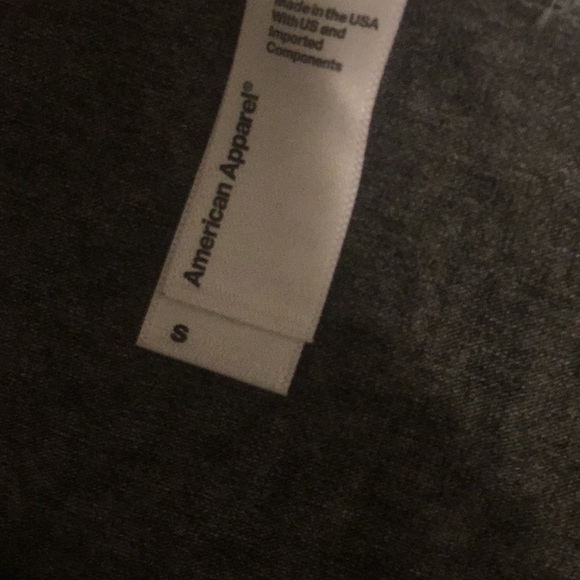 Made in the USA
With US and
Imported
Components
American Apparel®
S